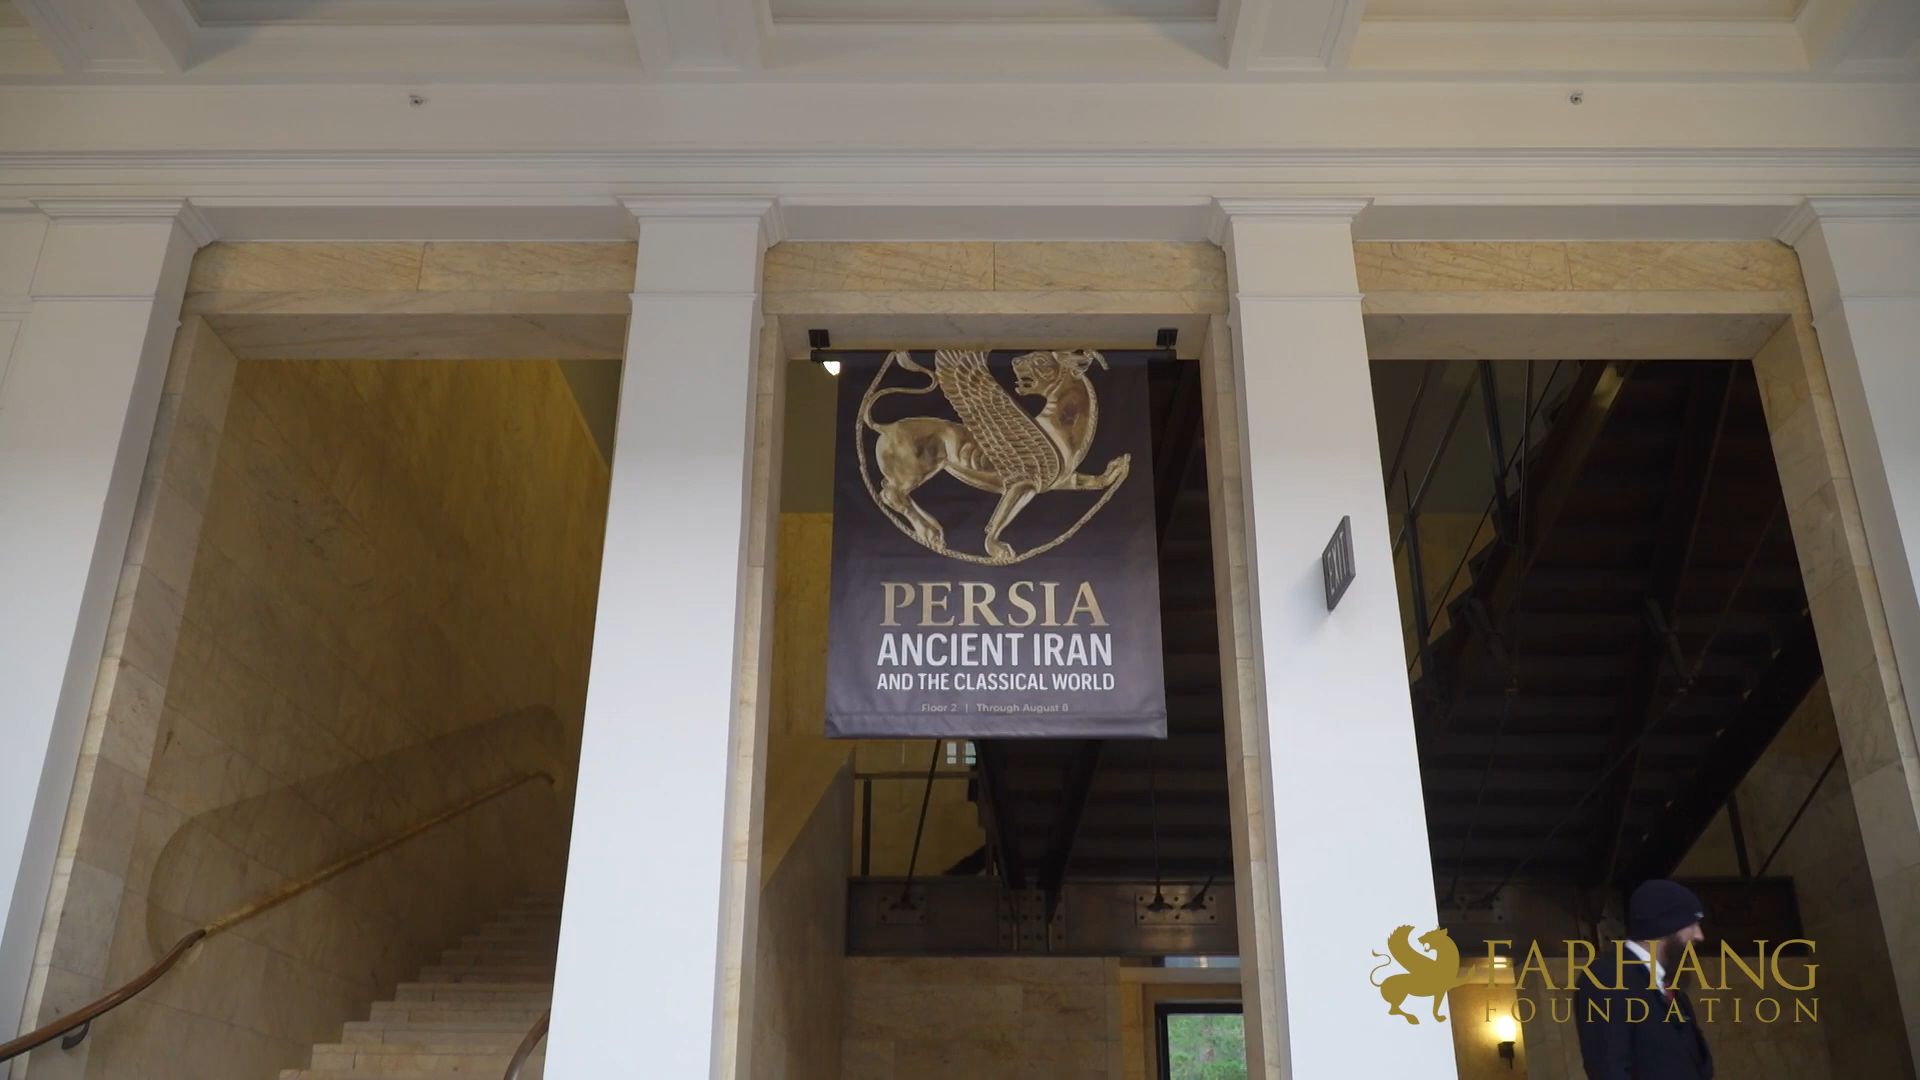 PERSIA
ANCIENT IRAN
AND THE CLASSICAL WORLD
Floor 2 | Through August 8
EXIT
FARHANG
FOUNDATION